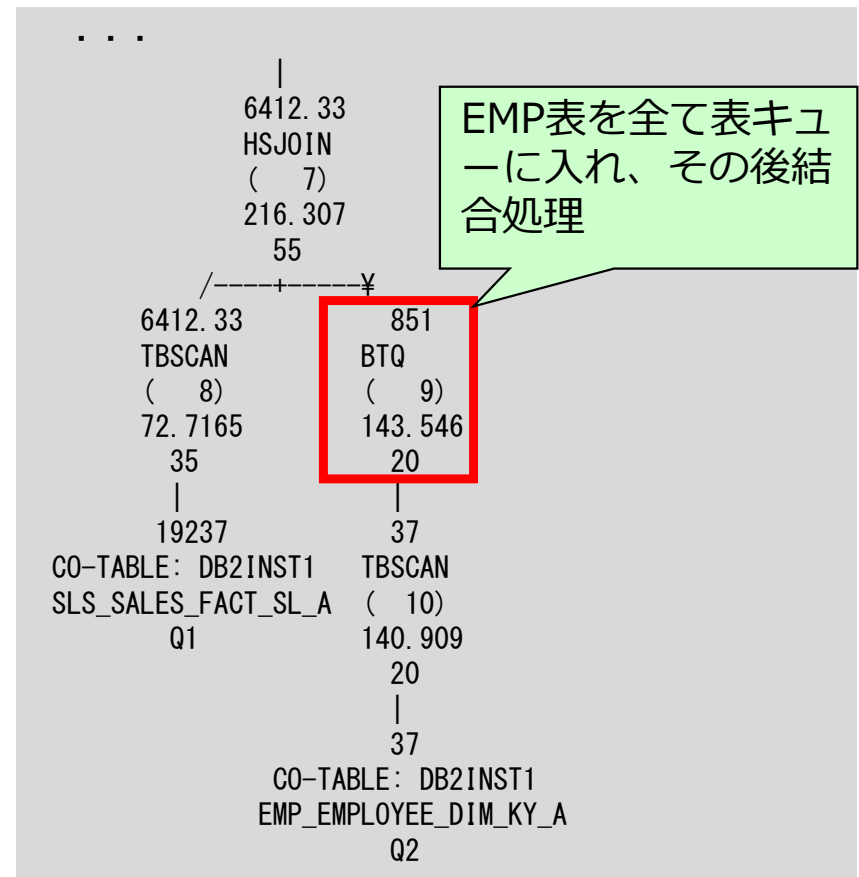 ...
|
6412.33
HSJOIN
(   7)
216.307
55
/----+-----¥
6412.33 851
TBSCAN BTQ
(   8) (   9)
72.7165 143.546
35 20
| |
19237 37
CO-TABLE: DB2INST1 TBSCAN
SLS_SALES_FACT_SL_A (  10)
Q1 140.909
20
|
37
CO-TABLE: DB2INST1
EMP_EMPLOYEE_DIM_KY_A
Q2
EMP表を全て表キュ
ーに入れ、その後結
合処理